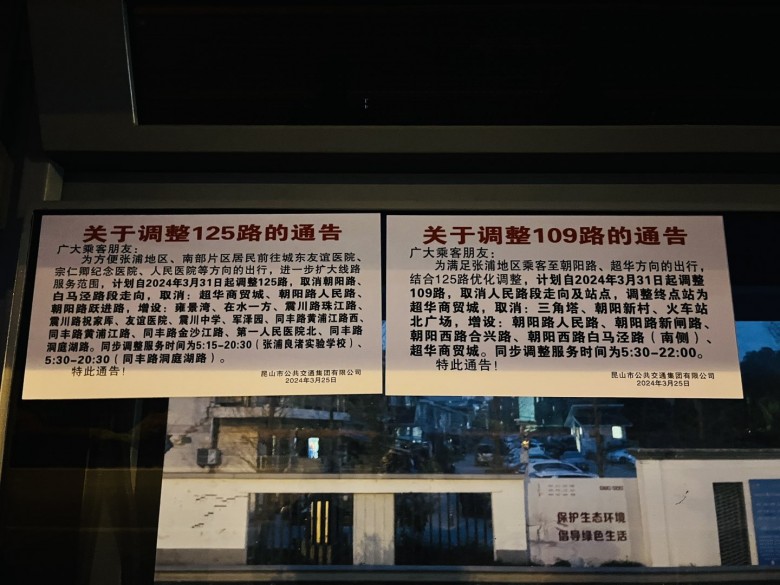 关于调整125路的通告
广大乘客朋友：
为方便张浦地区、南部片区居民前往城东友谊医院、
宗仁卿纪念医院、人民医院等方向的出行，进一步扩大线路
服务范围，计划自2024年3月31日起调整125路，取消朝阳路、
白马泾路段走向，取消：超华商贸城、朝阳路人民路、
朝阳路跃进路，增设：雍景湾、在水一方、震川路珠江路、
震川路祝家厍、友谊医院、震川中学、军泽园、同丰路黄浦江路西、
同丰路黄浦江路、同丰路金沙江路、第一人民医院北、同丰路
洞庭湖路。同步调整服务时间为5:15-20:30（张浦良渚实验学校）、
5:30-20:30（同丰路洞庭湖路）。
特此通告！
昆山市公共交通集团有限公司
2024年3月25日
关于调整109路的通告
广大乘客朋友：
为满足张浦地区乘客至朝阳路、超华方向的出行，
结合125路优化调整，计划自2024年3月31日起调整
109路，取消人民路段走向及站点，调整终点站为
超华商贸城，取消：三角塔、朝阳新村、火车站
北广场，增设：朝阳路人民路、朝阳路新闸路、
朝阳西路合兴路、朝阳西路白马泾路（南侧）、
超华商贸城。同步调整服务时间为5:30-22:00。
特此通告！
昆山市公共交通集团有限公司
2024年3月25日
保护生态环境
倡导绿色生活